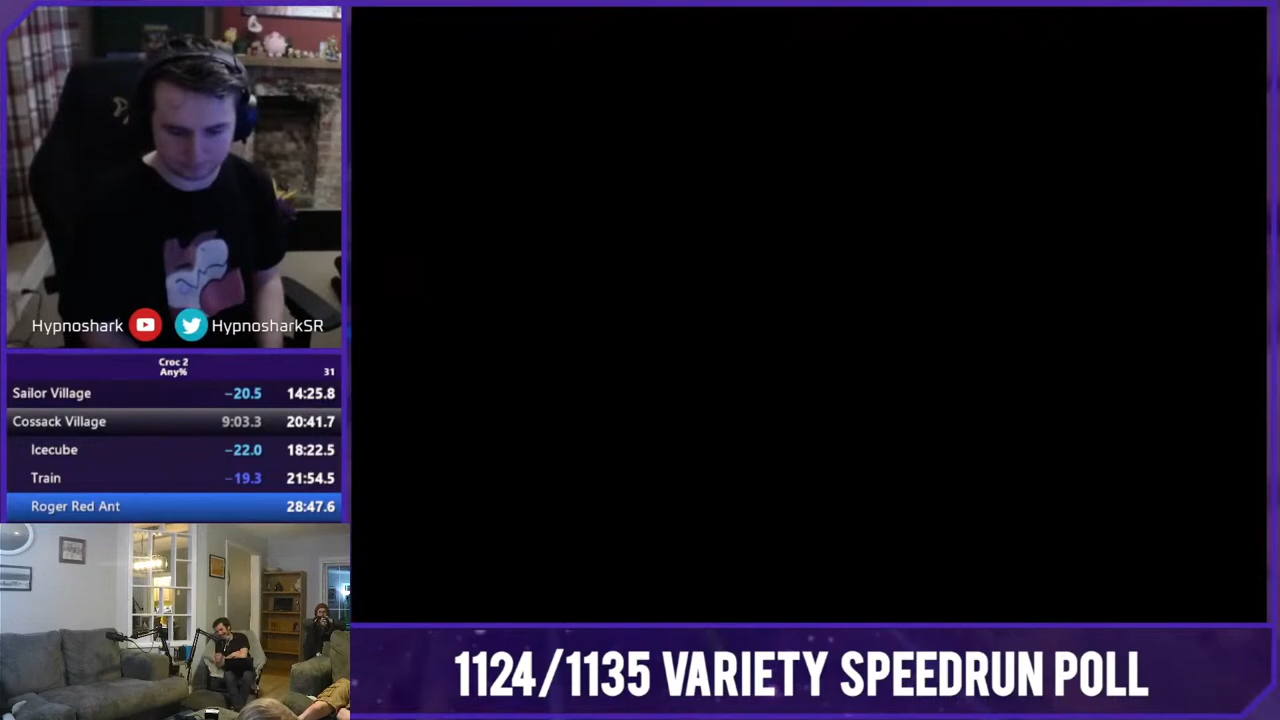 Hypnoshark HypnosharkSR
Croc 2
Any% 31
Sailor Village -20.5 14:25.8
Cossack Village 9:03.3 20:41.7
Icecube -22.0 18:22.5
Train -19.3 21:54.5
Roger Red Ant 28:47.6
1124/1135 VARIETY SPEEDRUN POLL